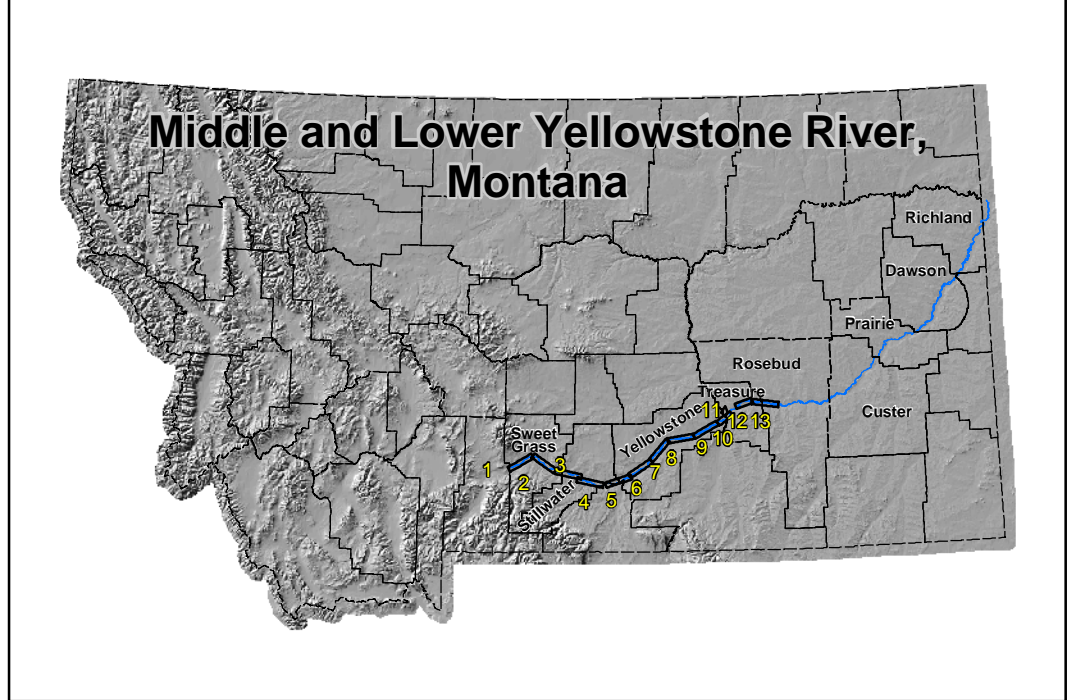 Middle and Lower Yellowstone River,
Montana
Richland
Dawson
Prairie
Rosebud
Treasure
Custer
Yellowstone
Sweet
Grass
Stillwater
1
2
3
4
5
6
7
8
9
10
11
12
13